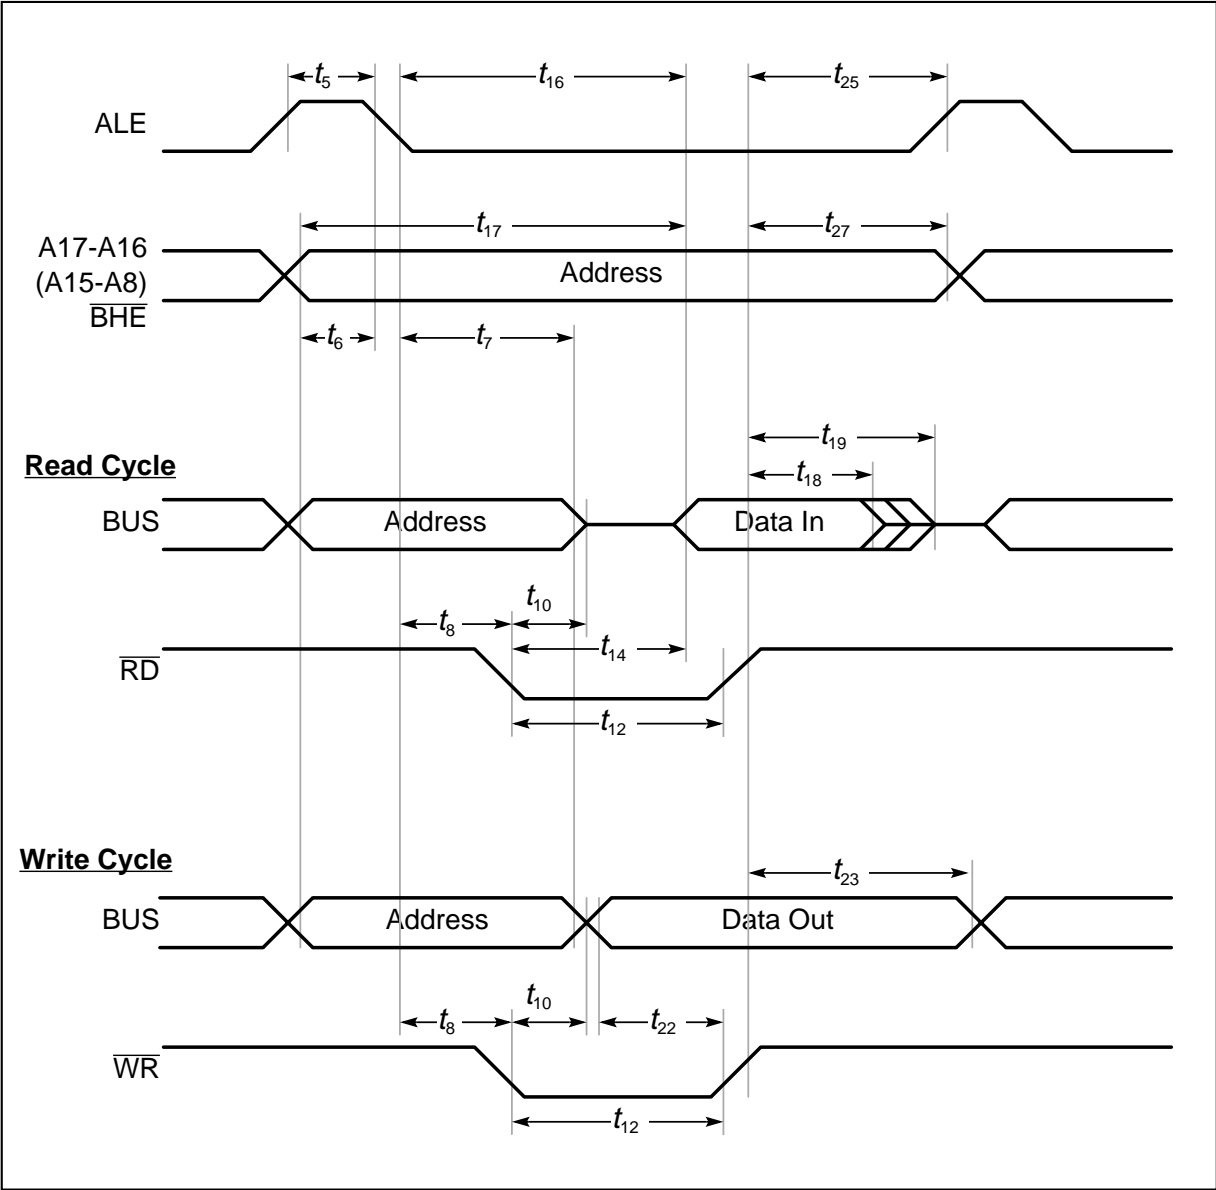 t5
t16
t25
ALE
t17
t27
A17-A16
(A15-A8)
BHE
Address
t6
t7
t19
t18
Read Cycle
BUS
Address
Data In
t10
t8
t14
RD
t12
Write Cycle
t23
BUS
Address
Data Out
t10
t8
t22
WR
t12